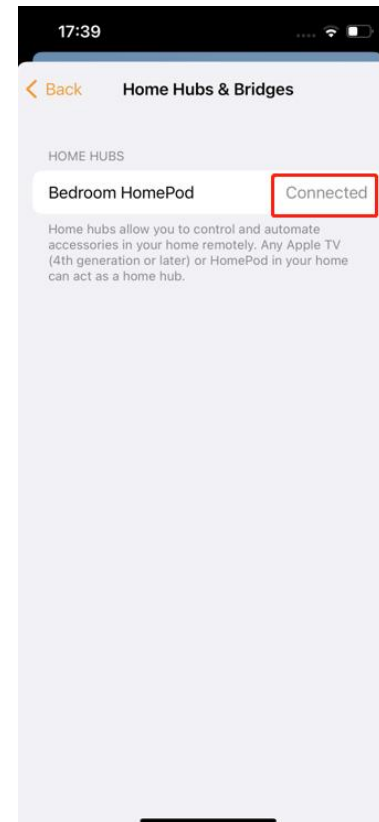 17:39
Back
Home Hubs & Bridges
HOME HUBS
Bedroom HomePod
Connected
Home hubs allow you to control and automate
accessories in your home remotely. Any Apple TV
(4th generation or later) or HomePod in your home
can act as a home hub.